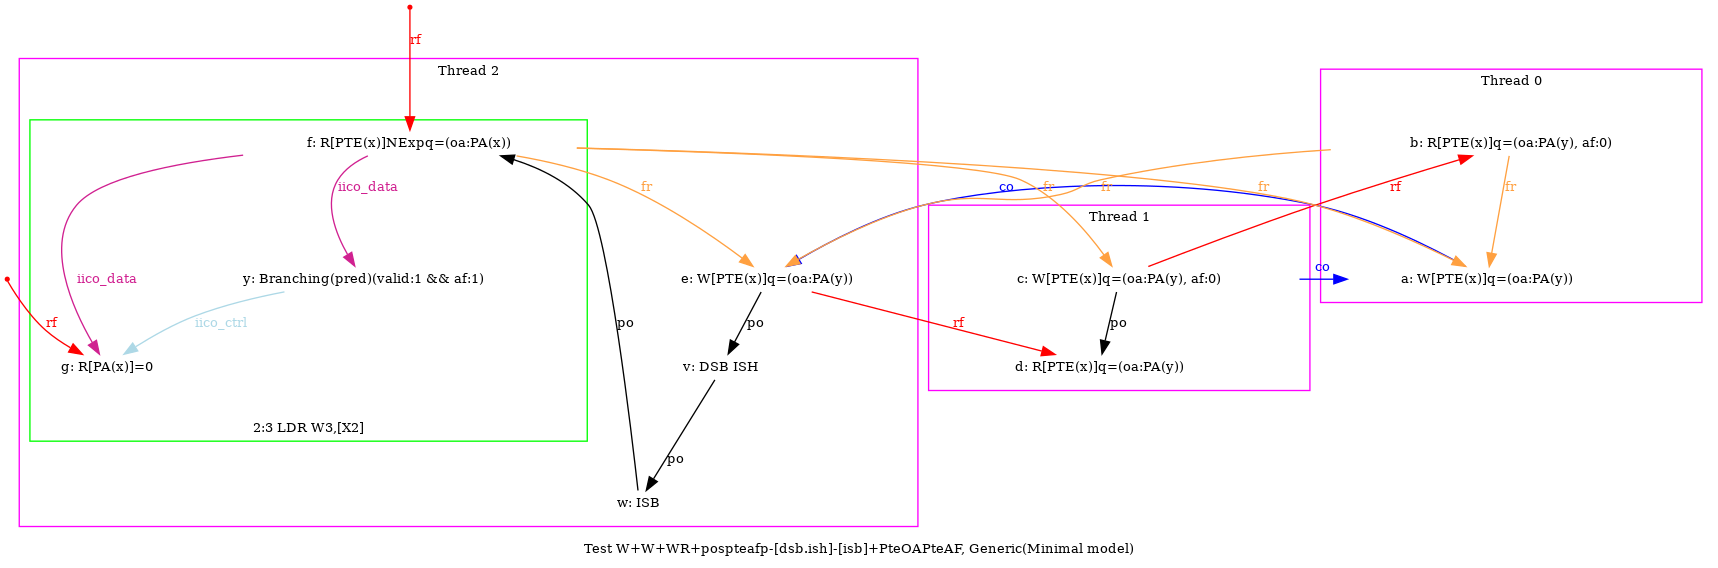 rf
Thread 2
Thread 0
f: R[PTE(x)]NExpq=(oa:PA(x))
b: R[PTE(x)]q=(oa:PA(y), af:0)
iico_data
fr
co
fr
fr
fr
rf
fr
Thread 1
iico_data
y: Branching(pred)(valid:1 && af:1)
e: W[PTE(x)]q=(oa:PA(y))
c: W[PTE(x)]q=(oa:PA(y), af:0)
co
a: W[PTE(x)]q=(oa:PA(y))
rf
iico_ctrl
po
po
rf
po
g: R[PA(x)]=0
v: DSB ISH
d: R[PTE(x)]q=(oa:PA(y))
2:3 LDR W3,[X2]
po
w: ISB
Test W+W+WR+pospteafp-[dsb.ish]-[isb]+PteOAPteAF, Generic(Minimal model)